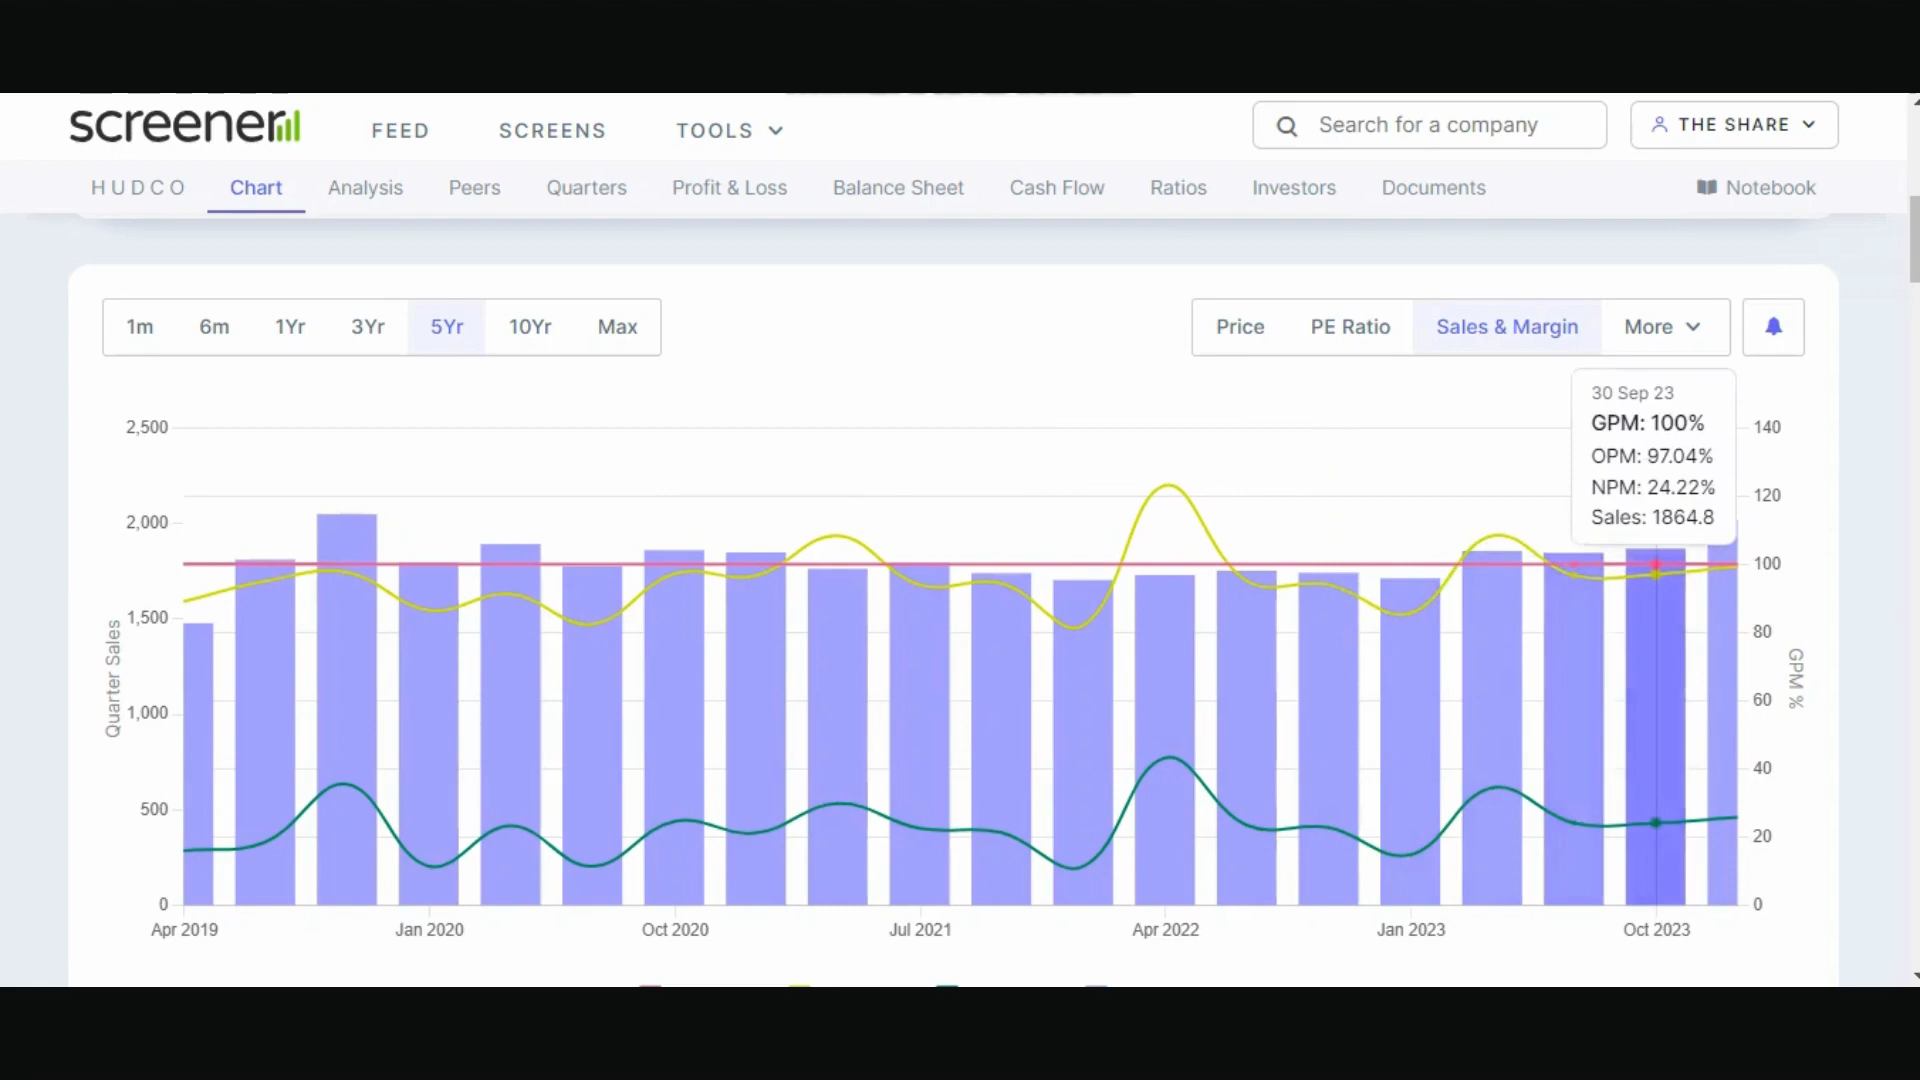 screener
FEED
SCREENS
TOOLS
Search for a company
THE SHARE
HUDCO
Chart
Analysis
Peers
Quarters
Profit & Loss
Balance Sheet
Cash Flow
Ratios
Investors
Documents
Notebook
1m
6m
1Yr
3Yr
5Yr
10Yr
Max
Price
PE Ratio
Sales & Margin
More
30 Sep 23
GPM: 100%
OPM: 97.04%
NPM: 24.22%
Sales: 1864.8
2,500
2,000
1,500
1,000
500
0
Quarter Sales
140
120
100
80
60
40
20
0
GPM %
Apr 2019
Jan 2020
Oct 2020
Jul 2021
Apr 2022
Jan 2023
Oct 2023